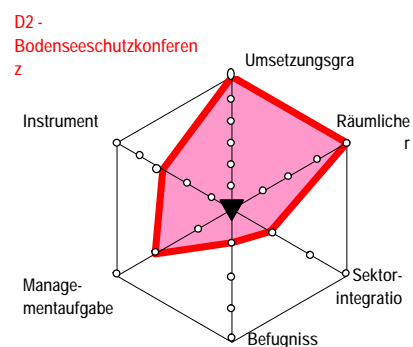 D2 -
Bodenseeschutzkonferen
z
Umsetzungsgra
Instrument
Räumliche
r
Manage-
mentaufgabe
Sektor-
integratio
Befugniss